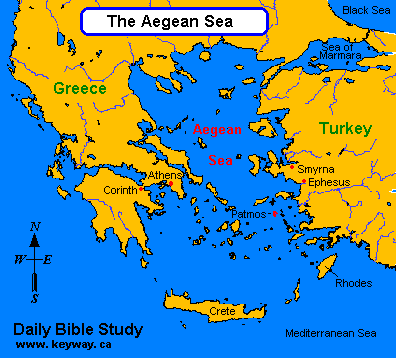 The Aegean Sea
Black Sea
Sea of
Marmara
Greece
Turkey
Aegean
Sea
Smyrna
Athens
Ephesus
Corinth
Patmos
N
W E
S
Rhodes
Crete
Daily Bible Study
www.keyway.ca
Mediterranean Sea